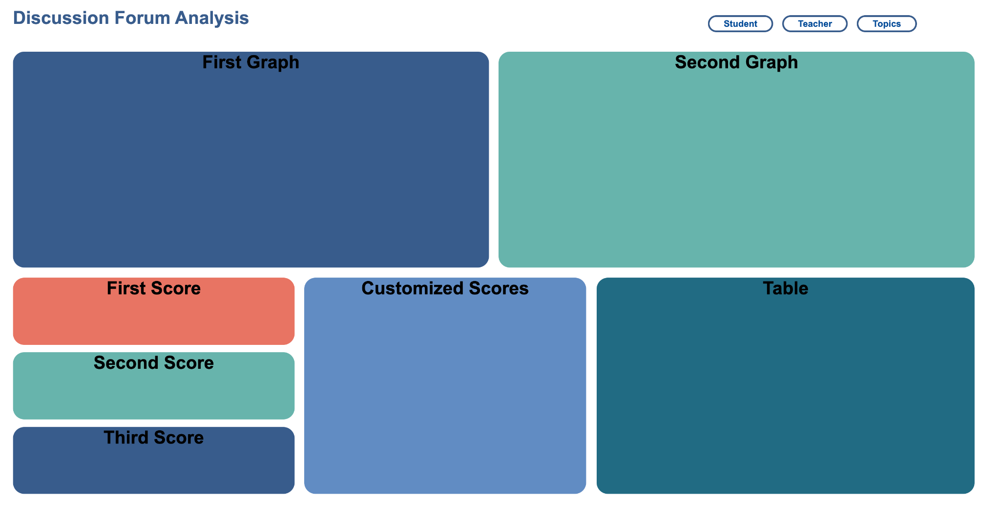 Discussion Forum Analysis
Student
Teacher
Topics
First Graph
Second Graph
First Score
Customized Scores
Table
Second Score
Third Score